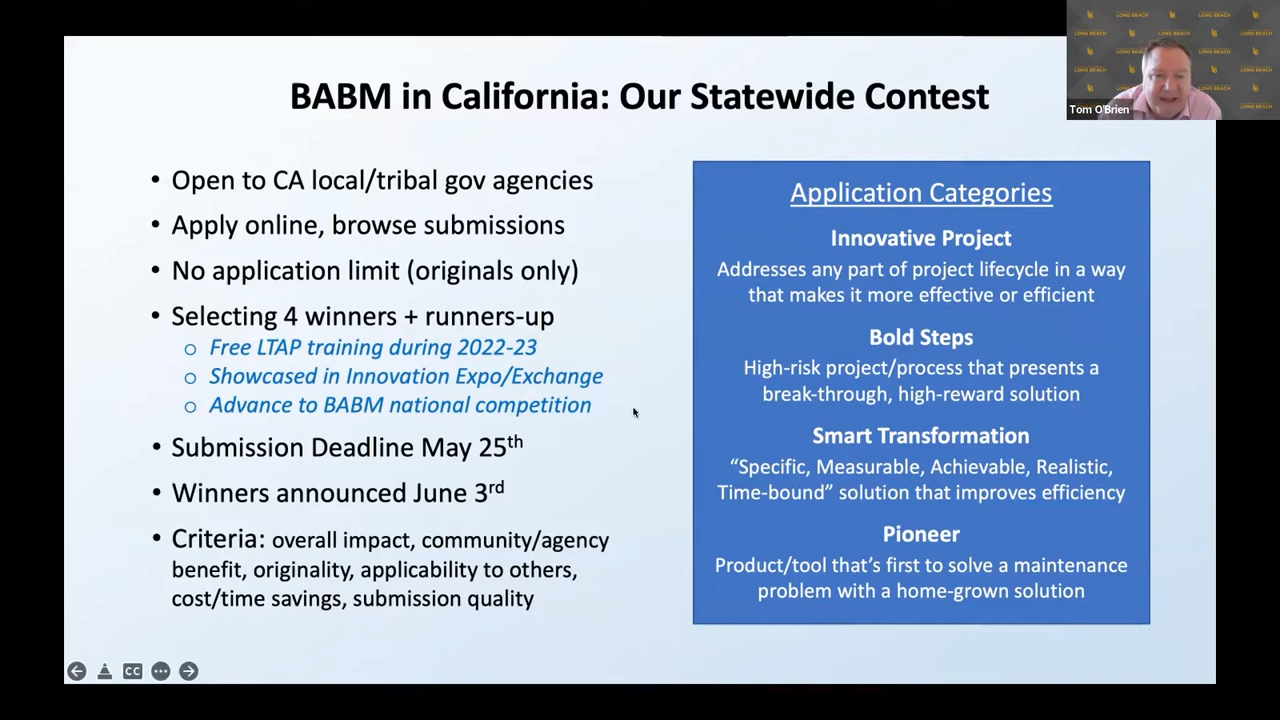 BABM in California: Our Statewide Contest
• Open to CA local/tribal gov agencies
• Apply online, browse submissions
• No application limit (originals only)
• Selecting 4 winners + runners-up
o Free LTAP training during 2022-23
o Showcased in Innovation Expo/Exchange
o Advance to BABM national competition
• Submission Deadline May 25th
• Winners announced June 3rd
• Criteria: overall impact, community/agency
benefit, originality, applicability to others,
cost/time savings, submission quality
Application Categories
Innovative Project
Addresses any part of project lifecycle in a way
that makes it more effective or efficient
Bold Steps
High-risk project/process that presents a
break-through, high-reward solution
Smart Transformation
“Specific, Measurable, Achievable, Realistic,
Time-bound” solution that improves efficiency
Pioneer
Product/tool that’s first to solve a maintenance
problem with a home-grown solution
CC
LONG BEACH
Tom O'Brien